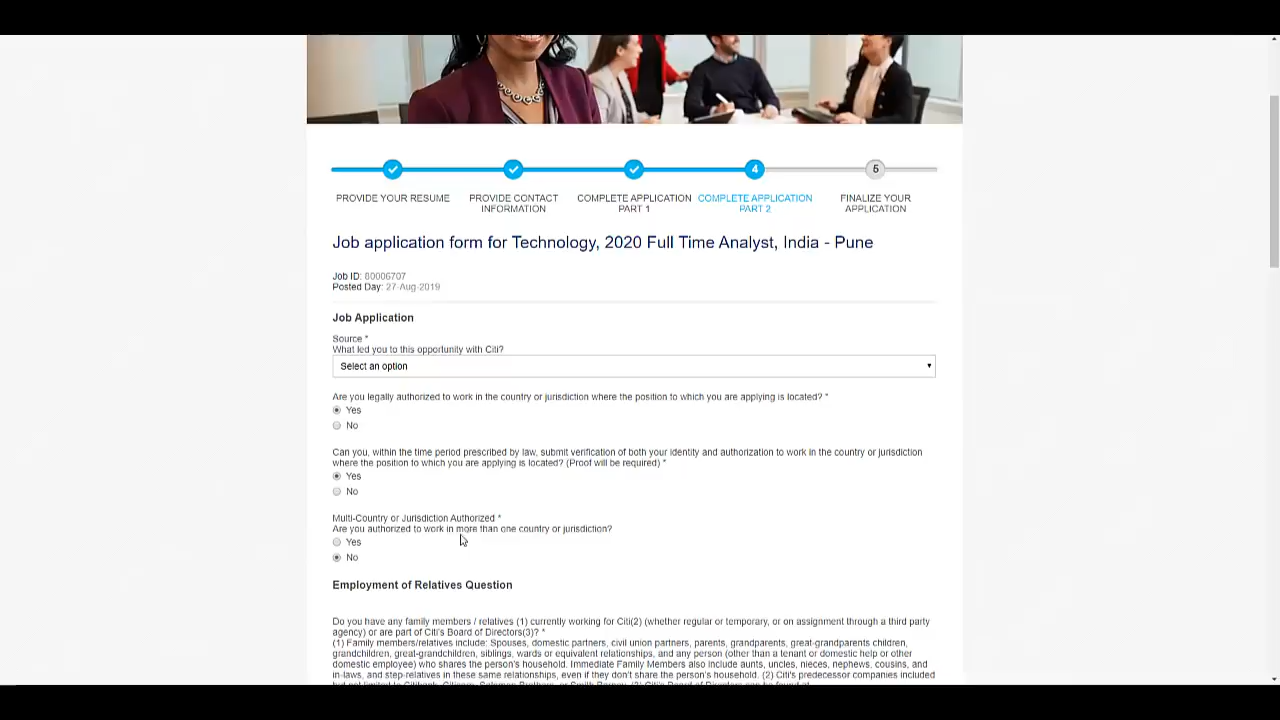 4
5
PROVIDE YOUR RESUME
PROVIDE CONTACT
INFORMATION
COMPLETE APPLICATION
PART 1
COMPLETE APPLICATION
PART 2
FINALIZE YOUR
APPLICATION
Job application form for Technology, 2020 Full Time Analyst, India - Pune
Job ID: 80006707
Posted Day: 27-Aug-2019
Job Application
Source *
What led you to this opportunity with Citi?
Select an option
Are you legally authorized to work in the country or jurisdiction where the position to which you are applying is located? *
Yes
No
Can you, within the time period prescribed by law, submit verification of both your identity and authorization to work in the country or jurisdiction
where the position to which you are applying is located? (Proof will be required) *
Yes
No
Multi-Country or Jurisdiction Authorized *
Are you authorized to work in more than one country or jurisdiction?
Yes
No
Employment of Relatives Question
Do you have any family members / relatives (1) currently working for Citi(2) (whether regular or temporary, or on assignment through a third party
agency) or are part of Citi's Board of Directors(3)? *
(1) Family members/relatives include: Spouses, domestic partners, civil union partners, parents, grandparents, great-grandparents children,
grandchildren, great-grandchildren, siblings, wards or equivalent relationships, and any person (other than a tenant or domestic help or other
domestic employee) who shares the person's household. Immediate Family Members also include aunts, uncles, nieces, nephews, cousins, and
in-laws, and step-relatives in these same relationships, even if they don't share the person's household. (2) Citi's predecessor companies included